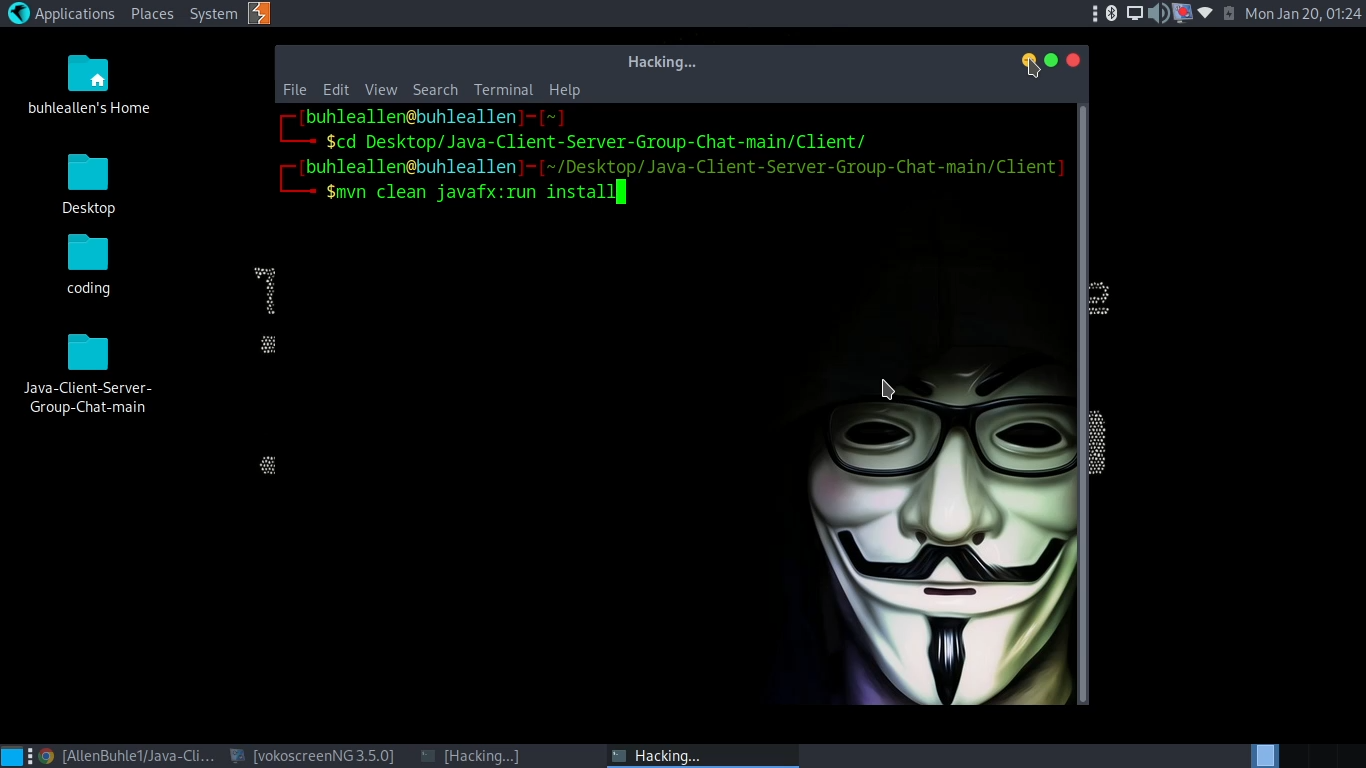 Applications Places System Mon Jan 20, 01:24
Hacking...
File Edit View Search Terminal Help
[buhleallen@buhleallen]-[~]
$cd Desktop/Java-Client-Server-Group-Chat-main/Client/
[buhleallen@buhleallen]-[~/Desktop/Java-Client-Server-Group-Chat-main/Client]
$mvn clean javafx:run install
buhleallen's Home
Desktop
coding
Java-Client-Server-
Group-Chat-main
[AllenBuhle1/Java-Cli... [vokoscreenNG 3.5.0] [Hacking...] Hacking...